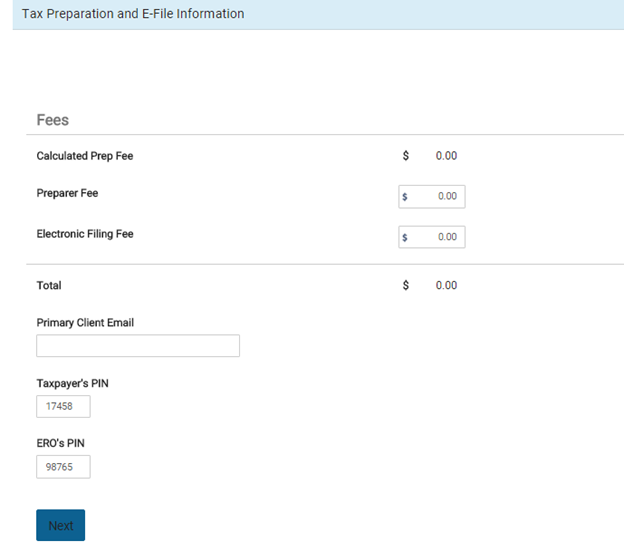 Tax Preparation and E-File Information
Fees
Calculated Prep Fee $ 0.00
Preparer Fee $ 0.00
Electronic Filing Fee $ 0.00
Total $ 0.00
Primary Client Email
Taxpayer's PIN
17458
ERO's PIN
98765
Next